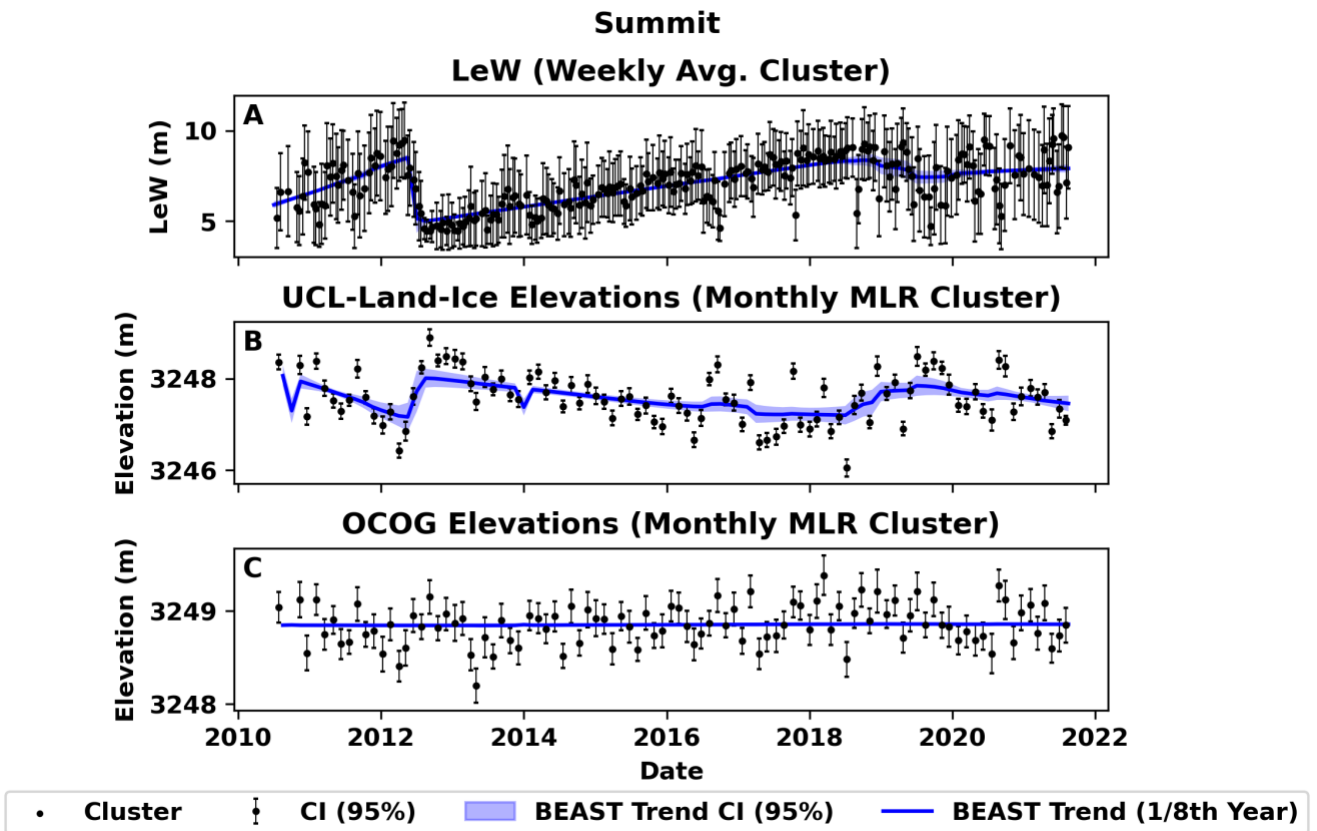 Summit
LeW (Weekly Avg. Cluster)
A
LeW (m)
10
5
UCL-Land-Ice Elevations (Monthly MLR Cluster)
B
Elevation (m)
3248
3246
OCOG Elevations (Monthly MLR Cluster)
C
Elevation (m)
3249
3248
2010 2012 2014 2016 2018 2020 2022
Date
Cluster CI (95%) BEAST Trend CI (95%) BEAST Trend (1/8th Year)